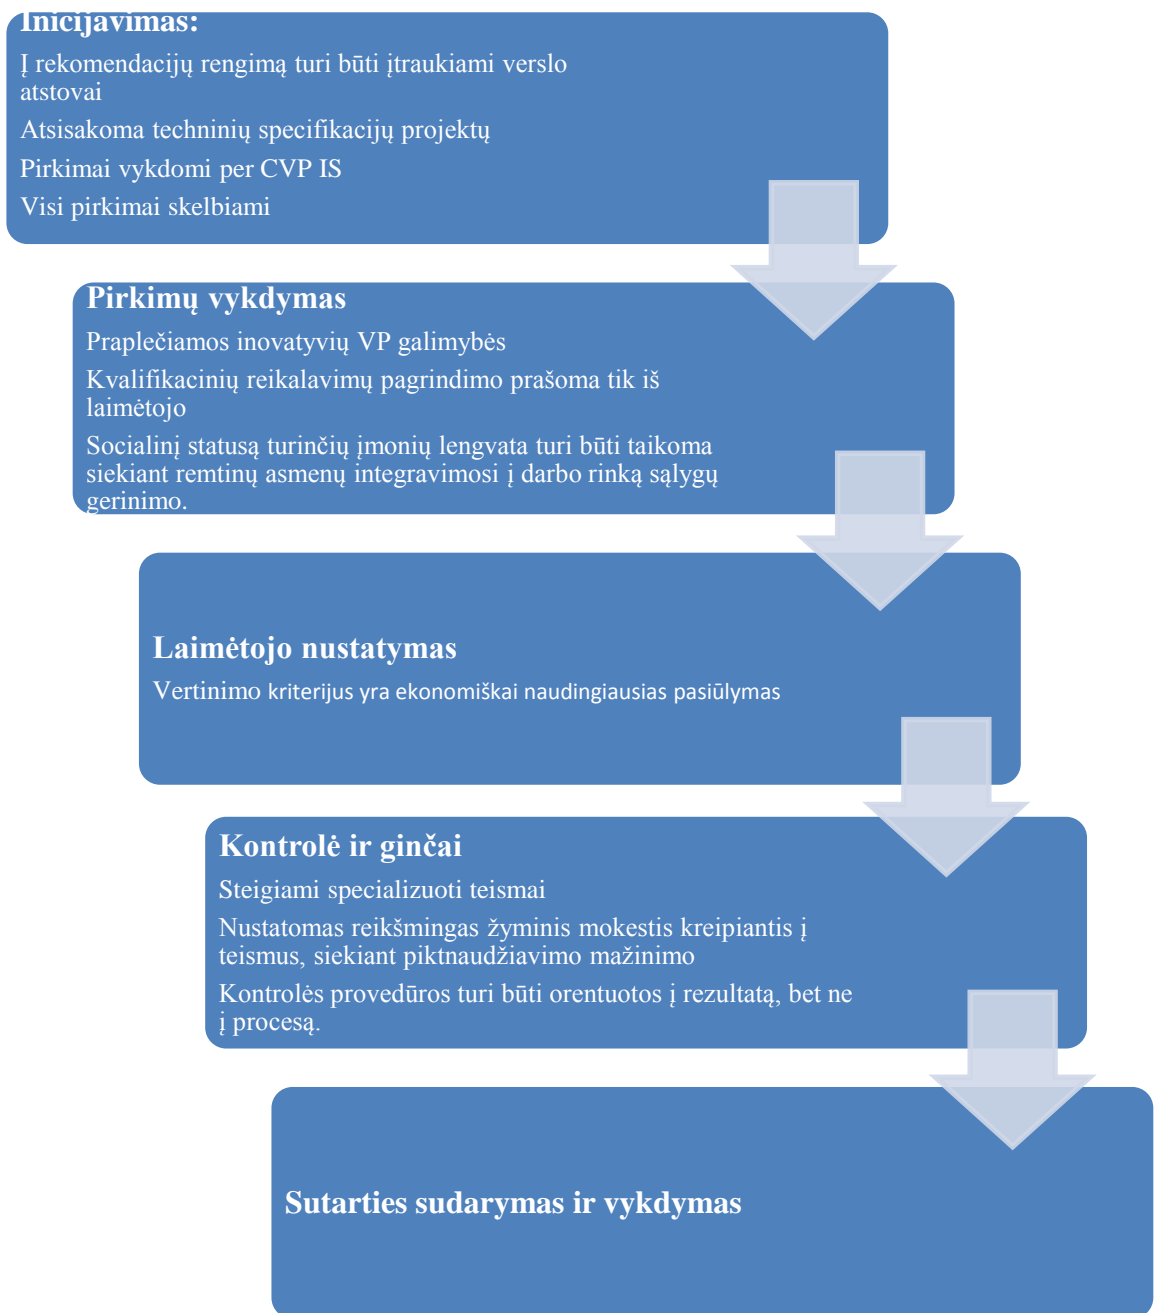 Inicijavimas:
Į rekomendacijų rengimą turi būti įtraukiami verslo
atstovai
Atsisakoma techninių specifikacijų projektų
Pirkimai vykdomi per CVP IS
Visi pirkimai skelbiami
Pirkimų vykdymas
Praplečiamos inovatyvių VP galimybės
Kvalifikacinių reikalavimų pagrindimo prašoma tik iš
laimėtojo
Socialinį statusą turinčių įmonių lengvata turi būti taikoma
siekiant remtinų asmenų integravimosi į darbo rinką sąlygų
gerinimo.
Laimėtojo nustatymas
Vertinimo kriterijus yra ekonomiškai naudingiausias pasiūlymas
Kontrolė ir ginčai
Steigiami specializuoti teismai
Nustatomas reikšmingas žyminis mokestis kreipiantis į
teismus, siekiant piktnaudžiavimo mažinimo
Kontrolės provedūros turi būti orentuotos į rezultatą, bet ne
į procesą.
Sutarties sudarymas ir vykdymas